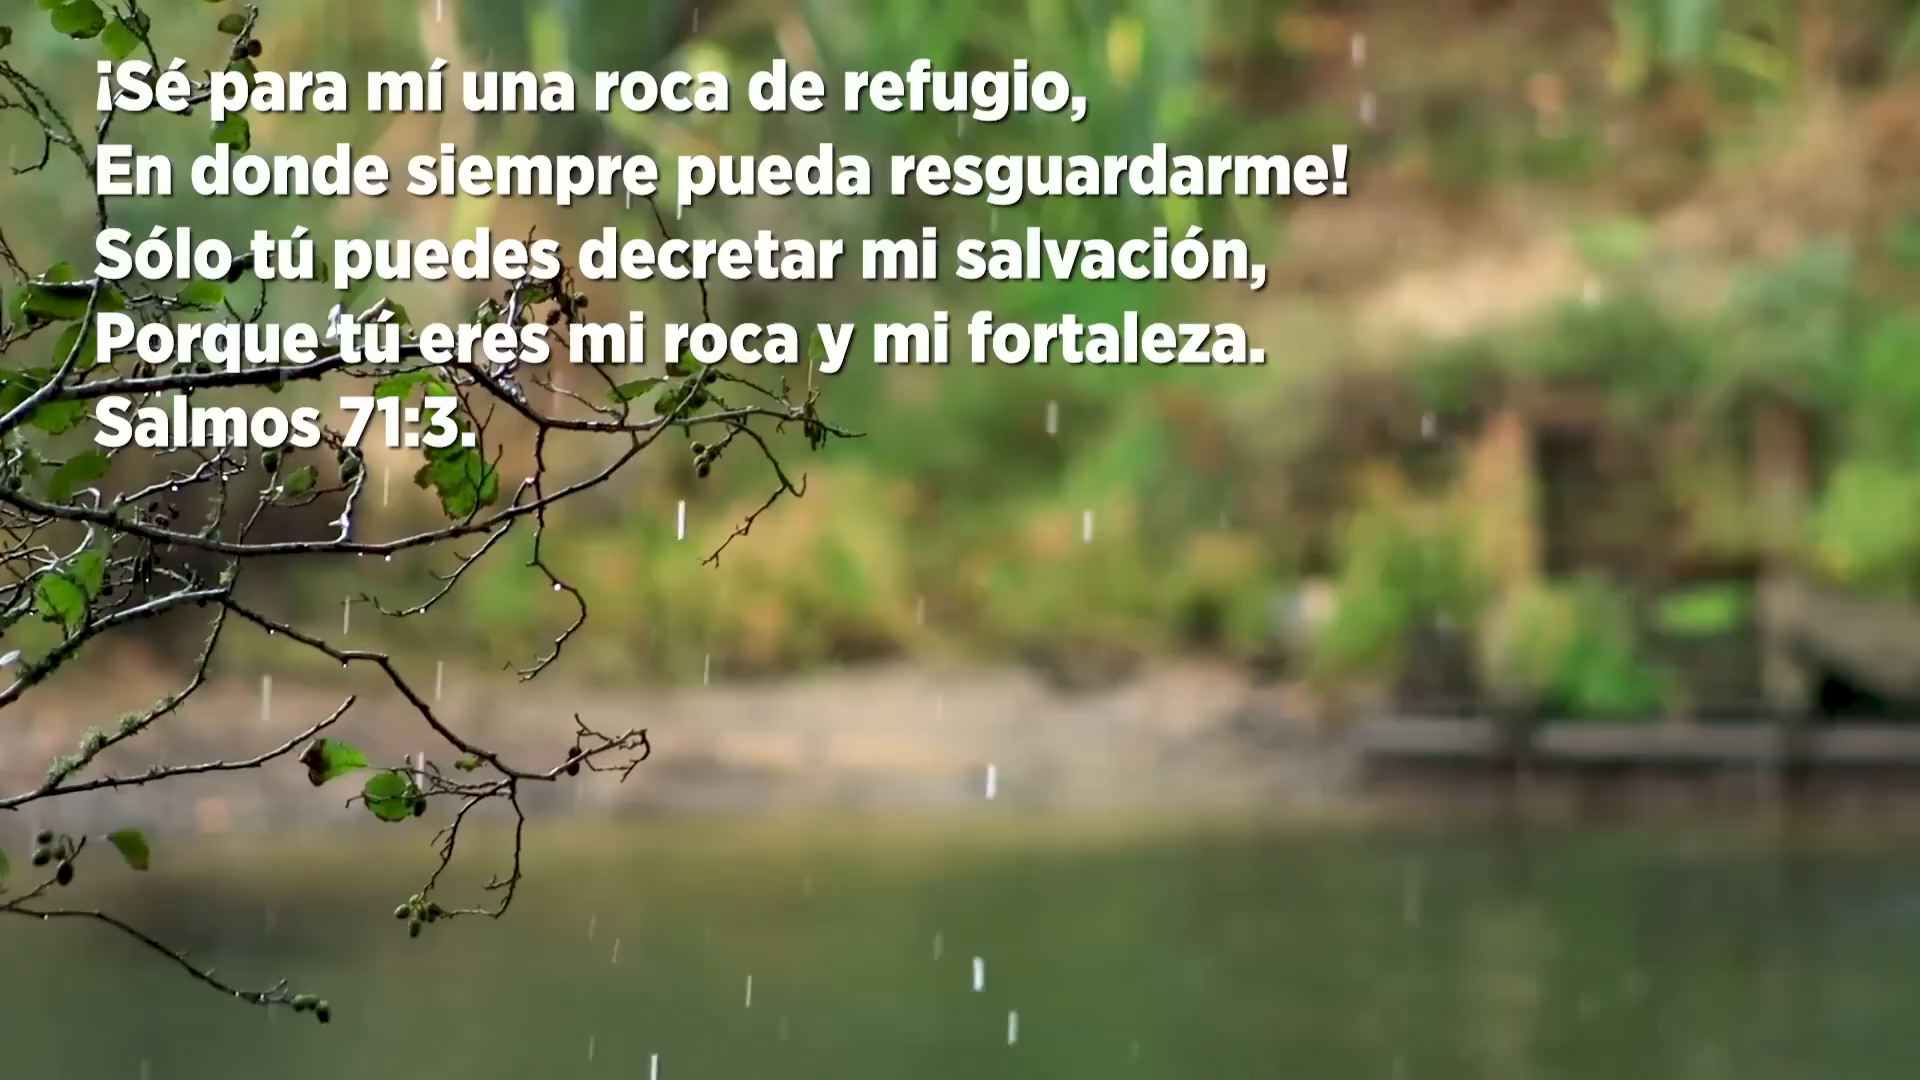 ¡Sé para mí una roca de refugio,
En donde siempre pueda resguardarme!
Sólo tú puedes decretar mi salvación,
Porque tú eres mi roca y mi fortaleza.
Salmos 71:3.